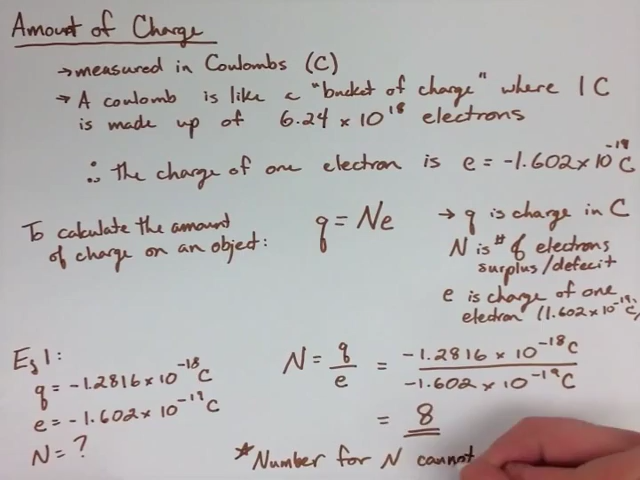 Amount of Charge
→ measured in Coulombs (C)
→ A coulomb is like a "bucket of charge" where 1 C
is made up of 6.24 x 10^18 electrons
∴ the charge of one electron is e = -1.602 x 10^-19 C
To calculate the amount
of charge on an object:
q = Ne
→ q is charge in C
N is # of electrons
surplus/defecit
e is charge of one
electron (1.602 x 10^-19 C)
Eg 1:
q = -1.2816 x 10^-18 C
e = -1.602 x 10^-19 C
N = ?
N = q/e = -1.2816 x 10^-18 C / -1.602 x 10^-19 C
= 8
* Number for N cannot